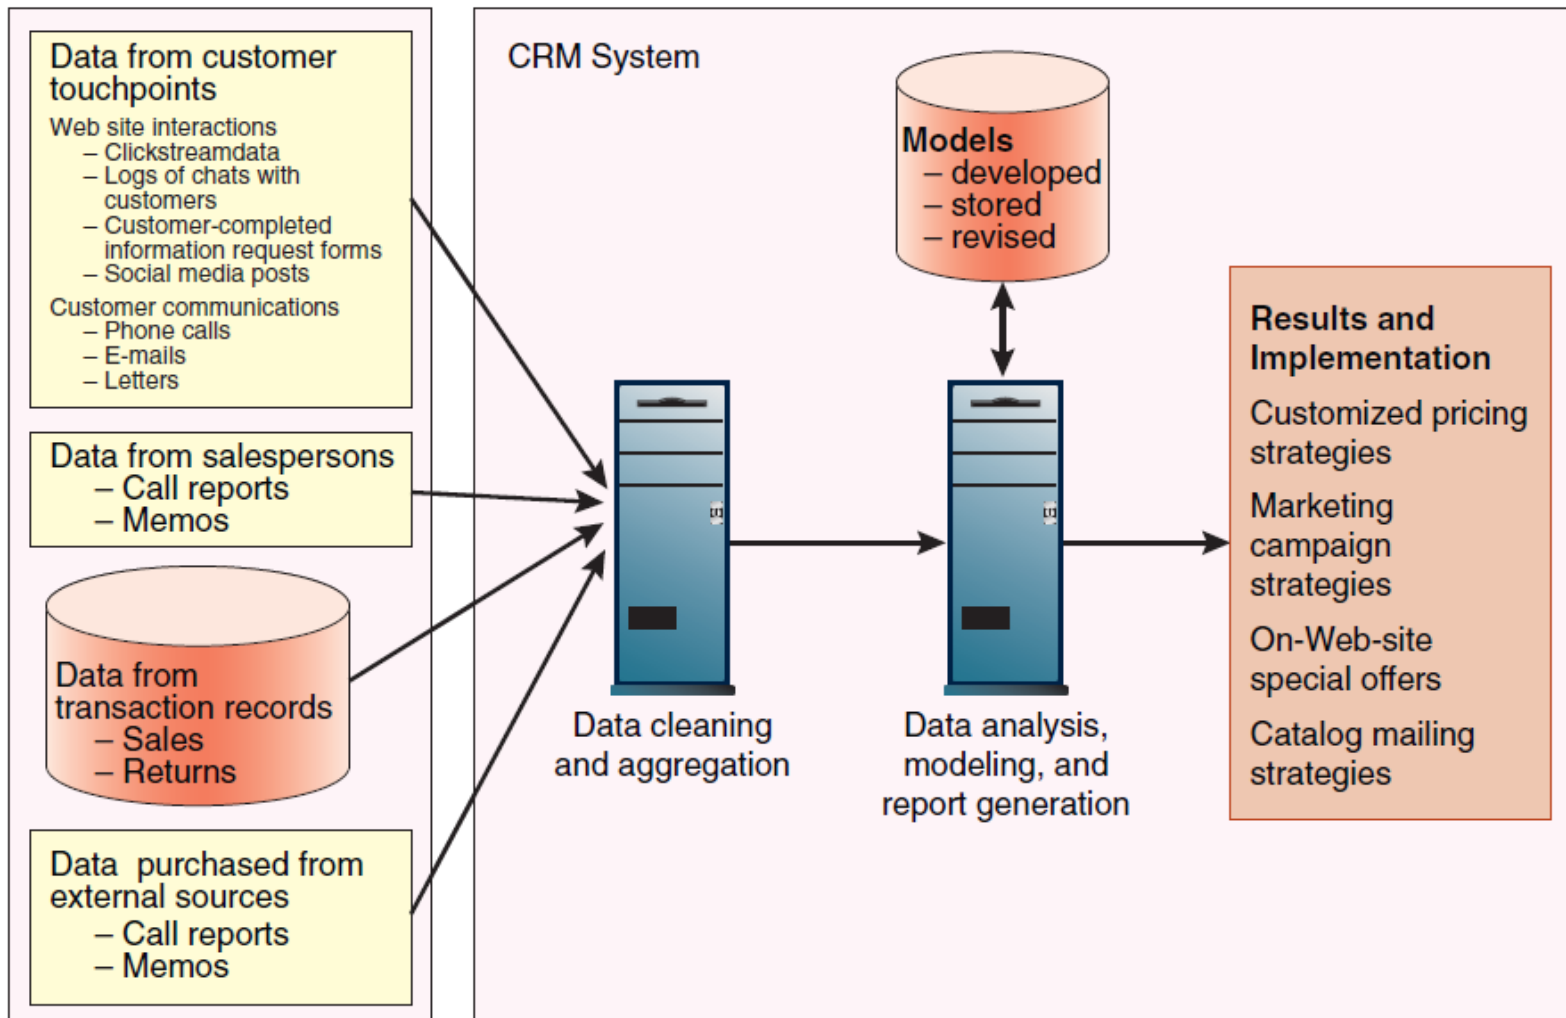 Data from customer
touchpoints
Web site interactions
– Clickstreamdata
– Logs of chats with
customers
– Customer-completed
information request forms
– Social media posts
Customer communications
– Phone calls
– E-mails
– Letters
Data from salespersons
– Call reports
– Memos
Data from
transaction records
– Sales
– Returns
Data purchased from
external sources
– Call reports
– Memos
CRM System
Models
– developed
– stored
– revised
Data cleaning
and aggregation
Data analysis,
modeling, and
report generation
Results and
Implementation
Customized pricing
strategies
Marketing
campaign
strategies
On-Web-site
special offers
Catalog mailing
strategies